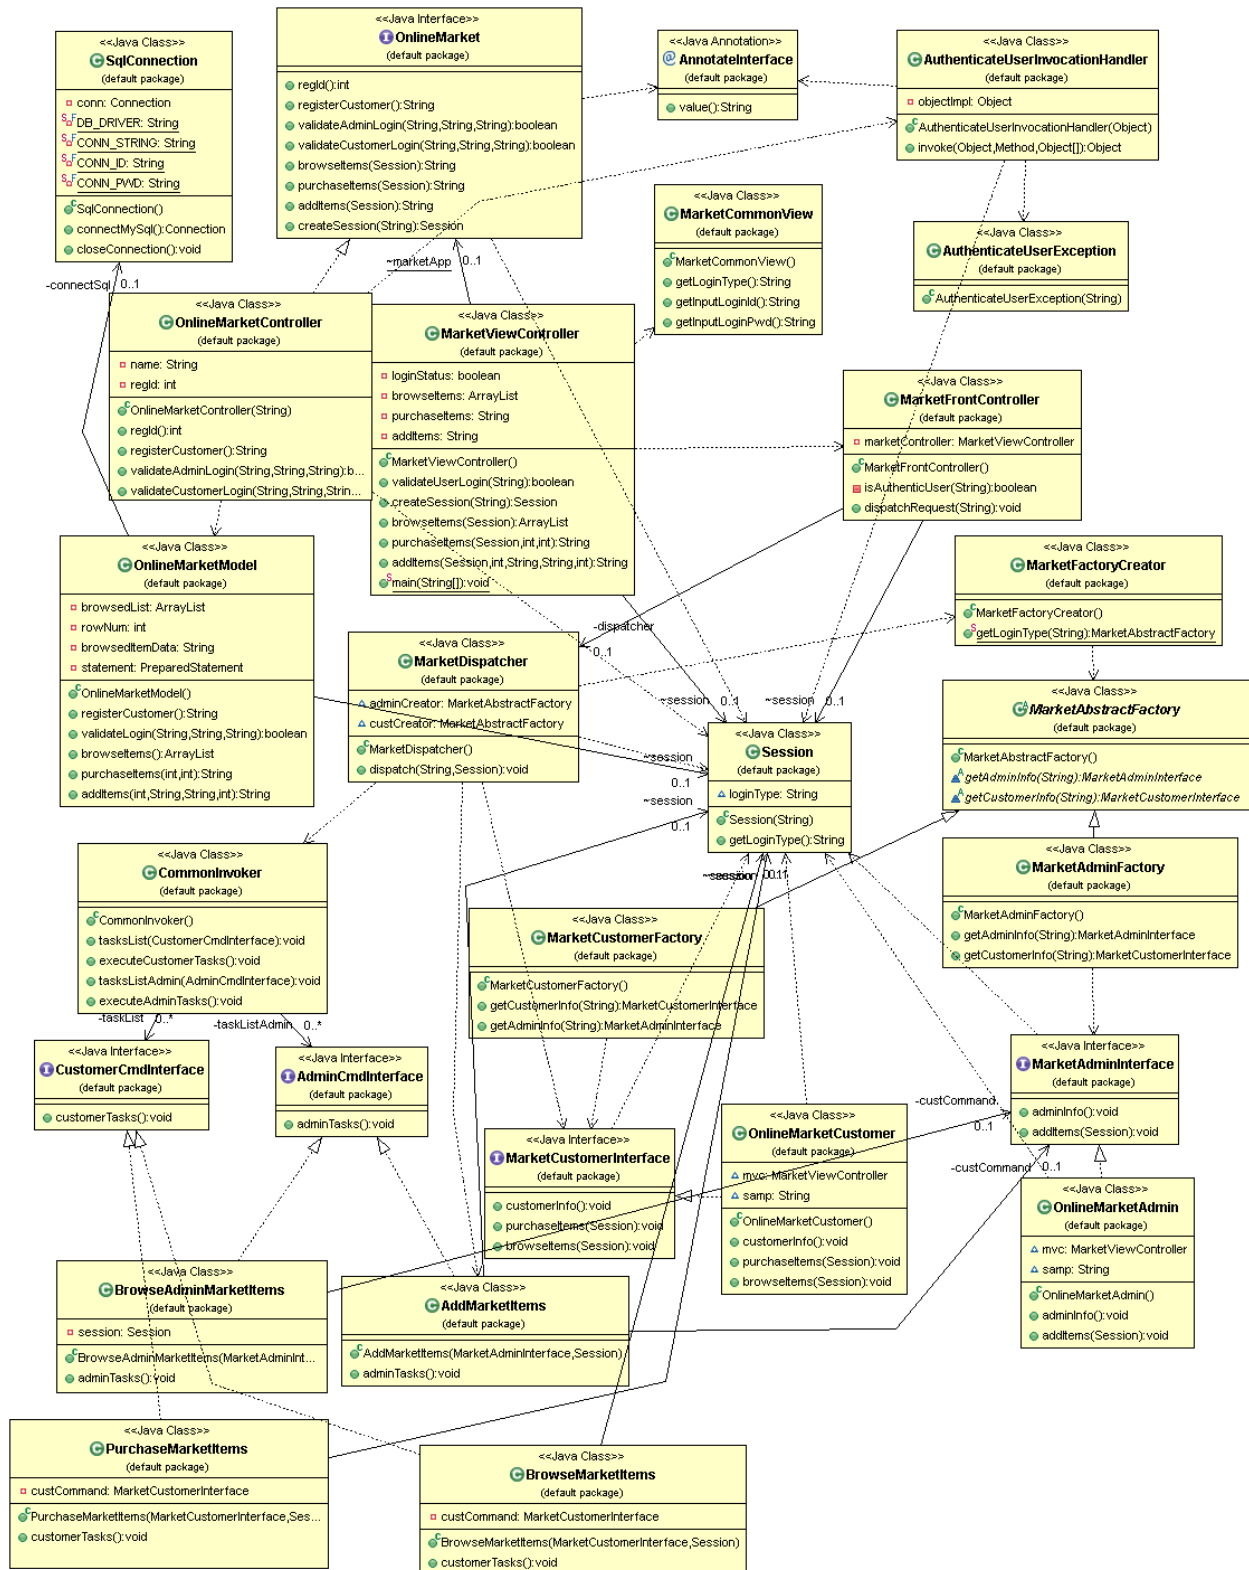 <<Java Class>>
SqlConnection
(default package)
conn: Connection
DB_DRIVER: String
CONN_STRING: String
CONN_ID: String
CONN_PWD: String
SqlConnection()
connectMySql():Connection
closeConnection():void
<<Java Interface>>
OnlineMarket
(default package)
regId():int
registerCustomer():String
validateAdminLogin(String,String,String):boolean
validateCustomerLogin(String,String,String):boolean
browseItems(Session):String
purchaseItems(Session):String
addItems(Session):String
createSession(String):Session
<<Java Annotation>>
AnnotateInterface
(default package)
value():String
<<Java Class>>
AuthenticateUserInvocationHandler
(default package)
objectImpl: Object
AuthenticateUserInvocationHandler(Object)
invoke(Object,Method,Object[]):Object
<<Java Class>>
MarketCommonView
(default package)
MarketCommonView()
getLoginType():String
getInputLoginId():String
getInputLoginPwd():String
<<Java Class>>
AuthenticateUserException
(default package)
AuthenticateUserException(String)
~marketApp
0..1
-connectSql
0..1
<<Java Class>>
OnlineMarketController
(default package)
name: String
regId: int
OnlineMarketController(String)
regId():int
registerCustomer():String
validateAdminLogin(String,String,String):b...
validateCustomerLogin(String,String,Strin...
<<Java Class>>
MarketViewController
(default package)
loginStatus: boolean
browseItems: ArrayList
purchaseItems: String
addItems: String
MarketViewController()
validateUserLogin(String):boolean
createSession(String):Session
browseItems(Session):ArrayList
purchaseItems(Session,int,int):String
addItems(Session,int,String,String,int):String
main(String[]):void
<<Java Class>>
MarketFrontController
(default package)
marketController: MarketViewController
MarketFrontController()
isAuthenticUser(String):boolean
dispatchRequest(String):void
<<Java Class>>
OnlineMarketModel
(default package)
browsedList: ArrayList
rowNum: int
browsedItemData: String
statement: PreparedStatement
OnlineMarketModel()
registerCustomer():String
validateLogin(String,String,String):boolean
browseItems():ArrayList
purchaseItems(int,int):String
addItems(int,String,String,int):String
<<Java Class>>
MarketFactoryCreator
(default package)
MarketFactoryCreator()
getLoginType(String):MarketAbstractFactory
-dispatcher
0..1
<<Java Class>>
MarketDispatcher
(default package)
adminCreator: MarketAbstractFactory
custCreator: MarketAbstractFactory
MarketDispatcher()
dispatch(String,Session):void
~session
0..1
~session
0..1
~session
0..1
~session
0..1
<<Java Class>>
Session
(default package)
loginType: String
Session(String)
getLoginType():String
<<Java Class>>
MarketAbstractFactory
(default package)
MarketAbstractFactory()
getAdminInfo(String):MarketAdminInterface
getCustomerInfo(String):MarketCustomerInterface
<<Java Class>>
CommonInvoker
(default package)
CommonInvoker()
tasksList(CustomerCmdInterface):void
executeCustomerTasks():void
tasksListAdmin(AdminCmdInterface):void
executeAdminTasks():void
-taskList
0..*
-taskListAdmin
0..*
~session
<<Java Class>>
MarketCustomerFactory
(default package)
MarketCustomerFactory()
getCustomerInfo(String):MarketCustomerInterface
getAdminInfo(String):MarketAdminInterface
<<Java Class>>
MarketAdminFactory
(default package)
MarketAdminFactory()
getAdminInfo(String):MarketAdminInterface
getCustomerInfo(String):MarketCustomerInterface
<<Java Interface>>
CustomerCmdInterface
(default package)
customerTasks():void
<<Java Interface>>
AdminCmdInterface
(default package)
adminTasks():void
<<Java Interface>>
MarketCustomerInterface
(default package)
customerInfo():void
purchaseItems(Session):void
browseItems(Session):void
<<Java Class>>
OnlineMarketCustomer
(default package)
mvc: MarketViewController
samp: String
OnlineMarketCustomer()
customerInfo():void
purchaseItems(Session):void
browseItems(Session):void
<<Java Interface>>
MarketAdminInterface
(default package)
adminInfo():void
addItems(Session):void
-custCommand
0..1
-custCommand
0..1
<<Java Class>>
OnlineMarketAdmin
(default package)
mvc: MarketViewController
samp: String
OnlineMarketAdmin()
adminInfo():void
addItems(Session):void
<<Java Class>>
BrowseAdminMarketItems
(default package)
session: Session
BrowseAdminMarketItems(MarketAdminInt...
adminTasks():void
<<Java Class>>
AddMarketItems
(default package)
AddMarketItems(MarketAdminInterface,Session)
adminTasks():void
<<Java Class>>
PurchaseMarketItems
(default package)
custCommand: MarketCustomerInterface
PurchaseMarketItems(MarketCustomerInterface,Ses...
customerTasks():void
<<Java Class>>
BrowseMarketItems
(default package)
custCommand: MarketCustomerInterface
BrowseMarketItems(MarketCustomerInterface,Session)
customerTasks():void